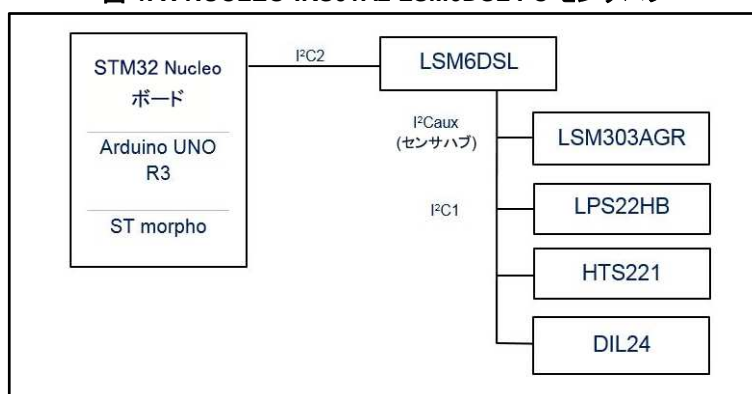 STM32 Nucleo
ボード
Arduino UNO
R3
ST morpho
I²C2
LSM6DSL
I²Caux
(センサハブ)
I²C1
LSM303AGR
LPS22HB
HTS221
DIL24